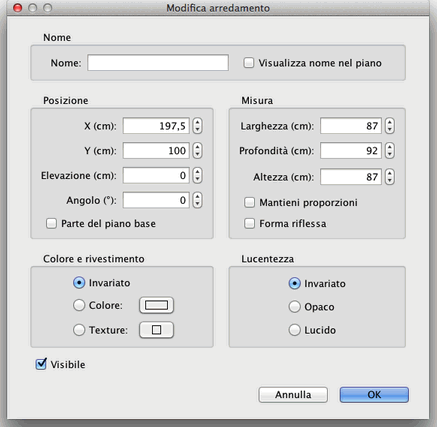 Modifica arredamento
Nome
Nome:
Visualizza nome nel piano
Posizione
X (cm): 197,5
Y (cm): 100
Elevazione (cm): 0
Angolo (°): 0
Parte del piano base
Misura
Larghezza (cm): 87
Profondità (cm): 92
Altezza (cm): 87
Mantieni proporzioni
Forma riflessa
Colore e rivestimento
Invariato
Colore:
Texture:
Lucentezza
Invariato
Opaco
Lucido
Visibile
Annulla
OK